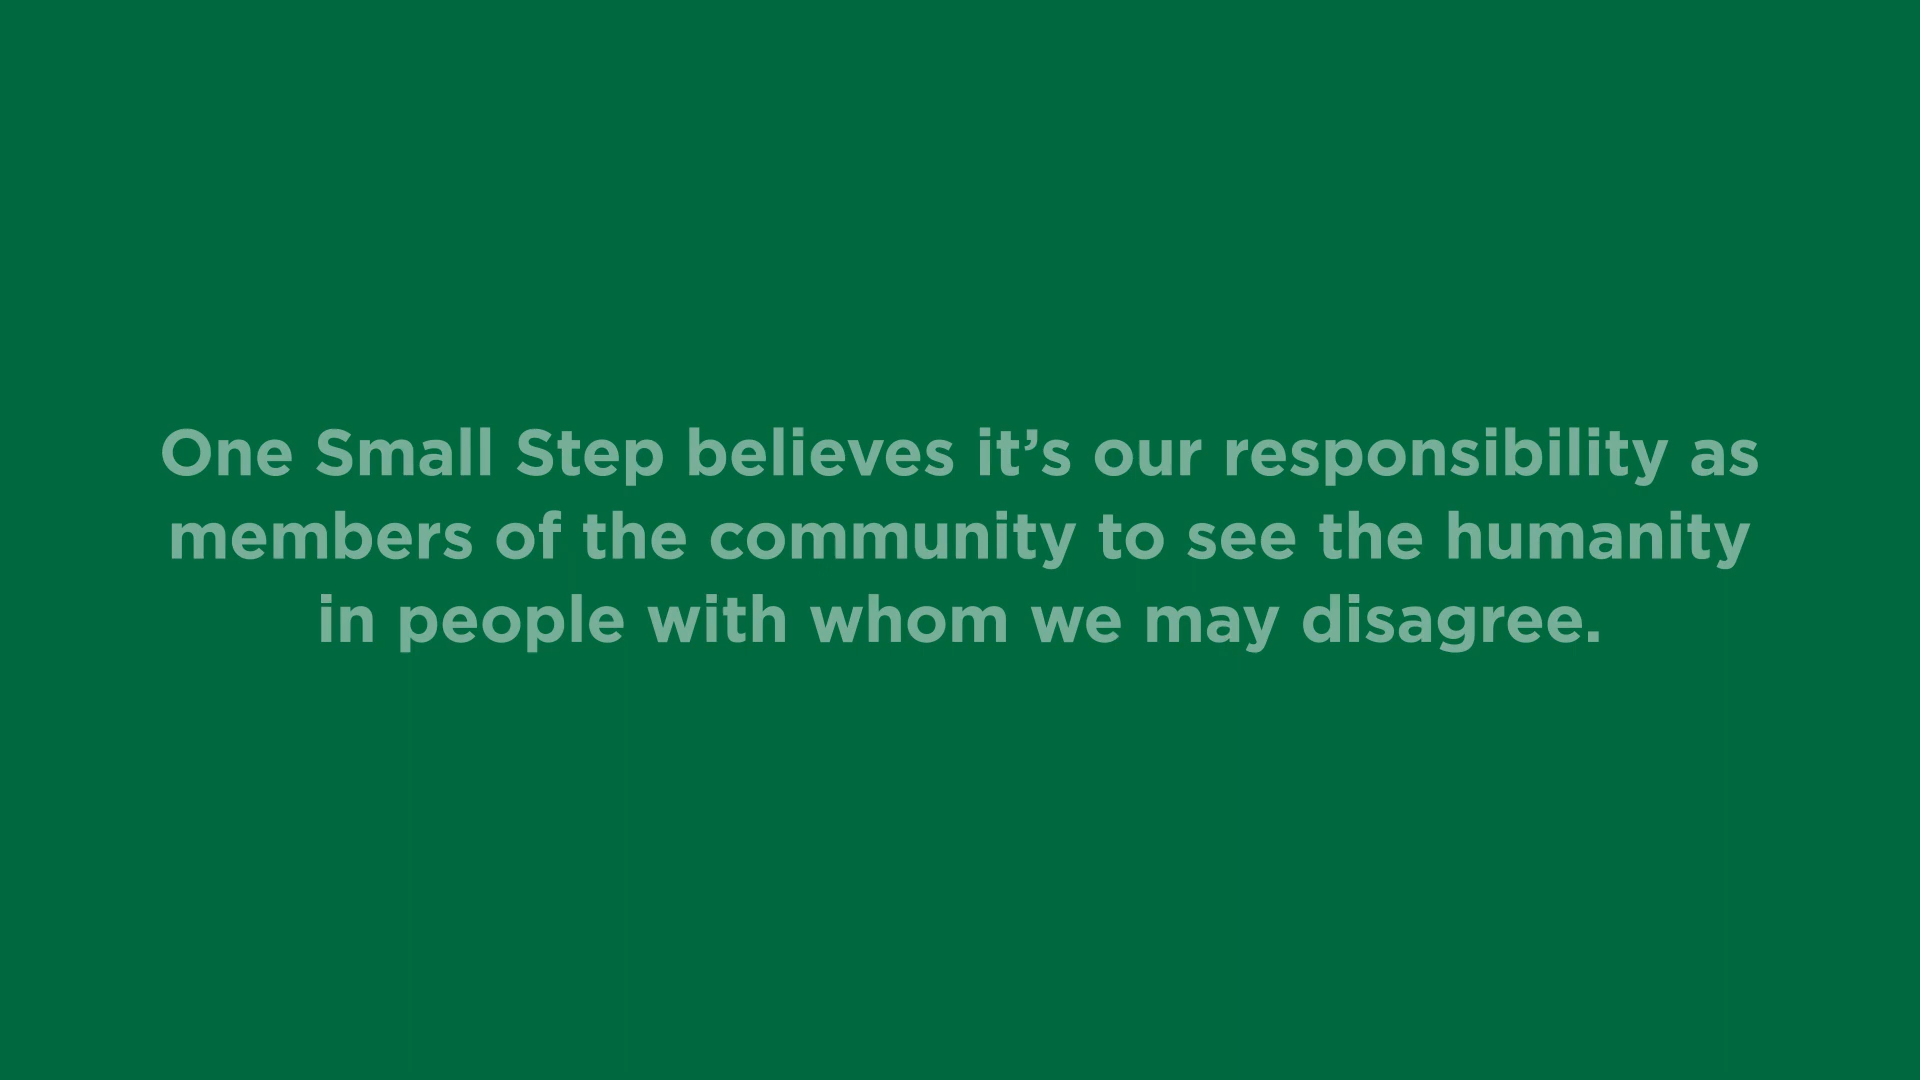 One Small Step believes it’s our responsibility as
members of the community to see the humanity
in people with whom we may disagree.